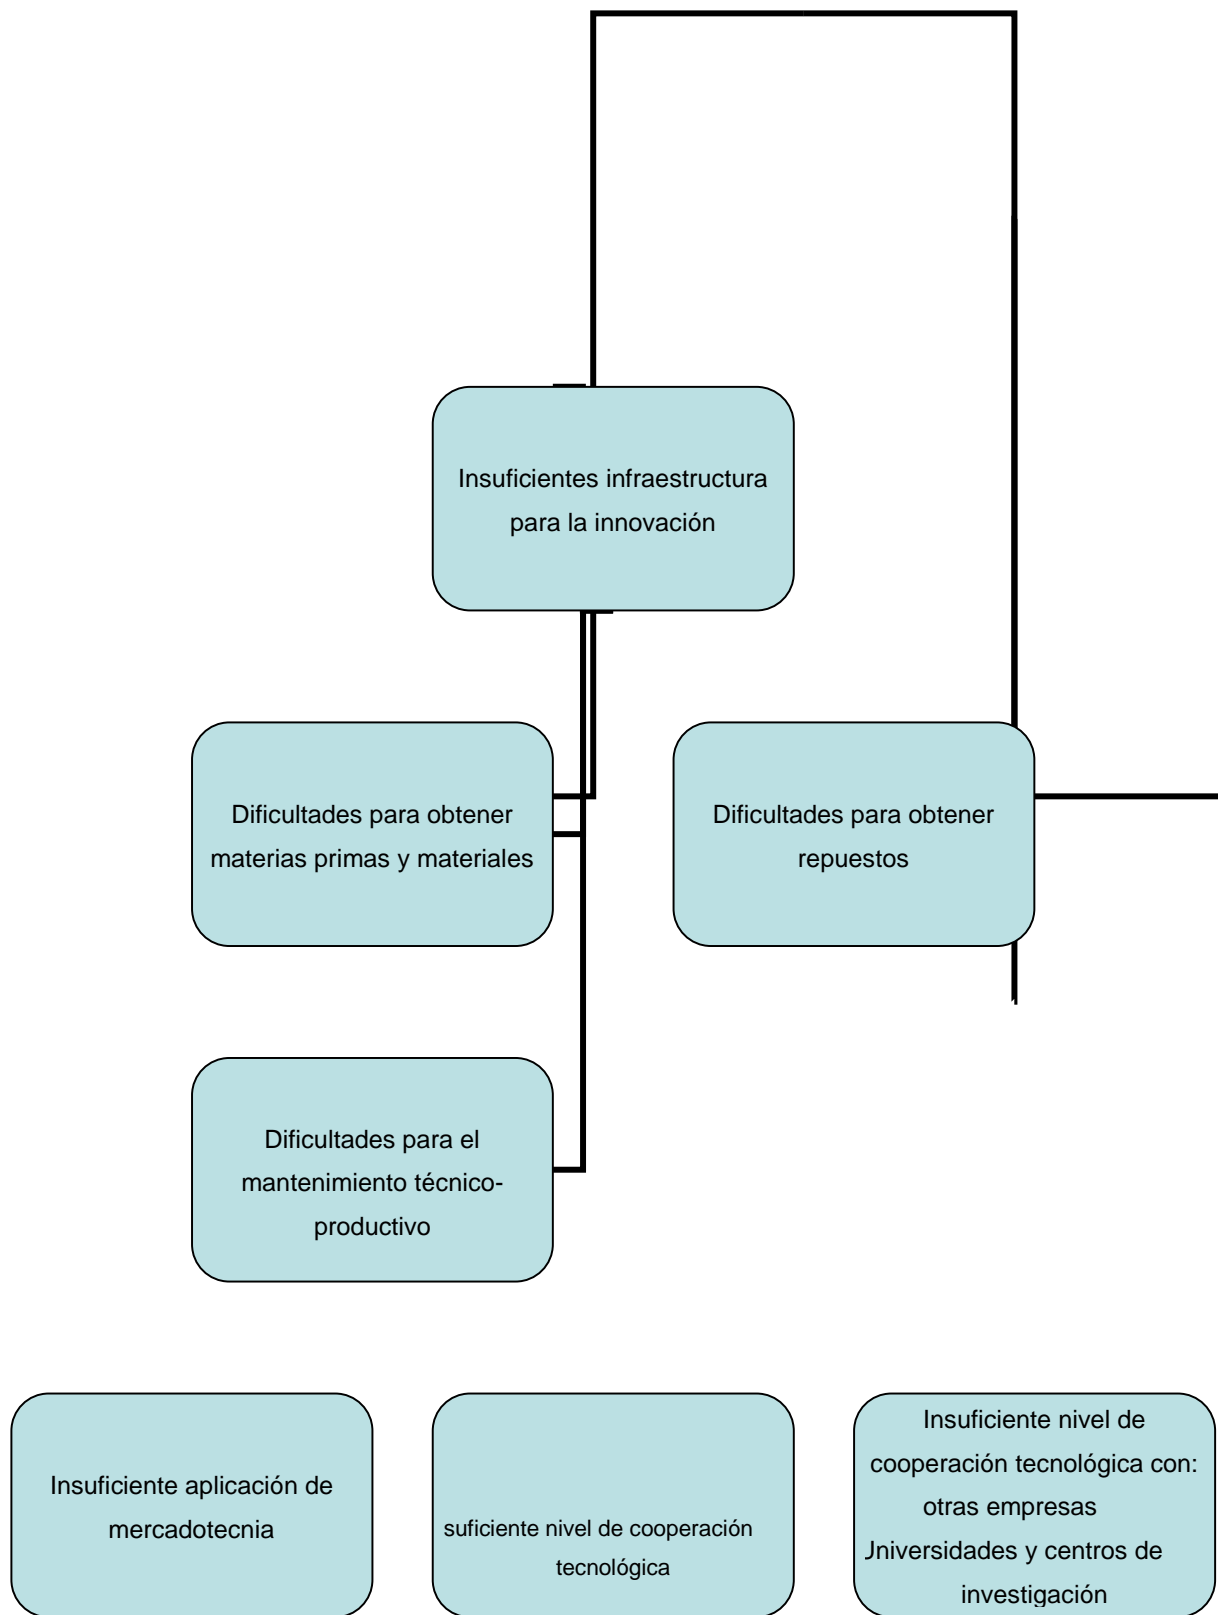 Insuficientes infraestructura
para la innovación
Dificultades para obtener
materias primas y materiales
Dificultades para obtener
repuestos
Dificultades para el
mantenimiento técnico-
productivo
Insuficiente aplicación de
mercadotecnia
suficiente nivel de cooperación
tecnológica
Insuficiente nivel de
cooperación tecnológica con:
otras empresas
Universidades y centros de
investigación